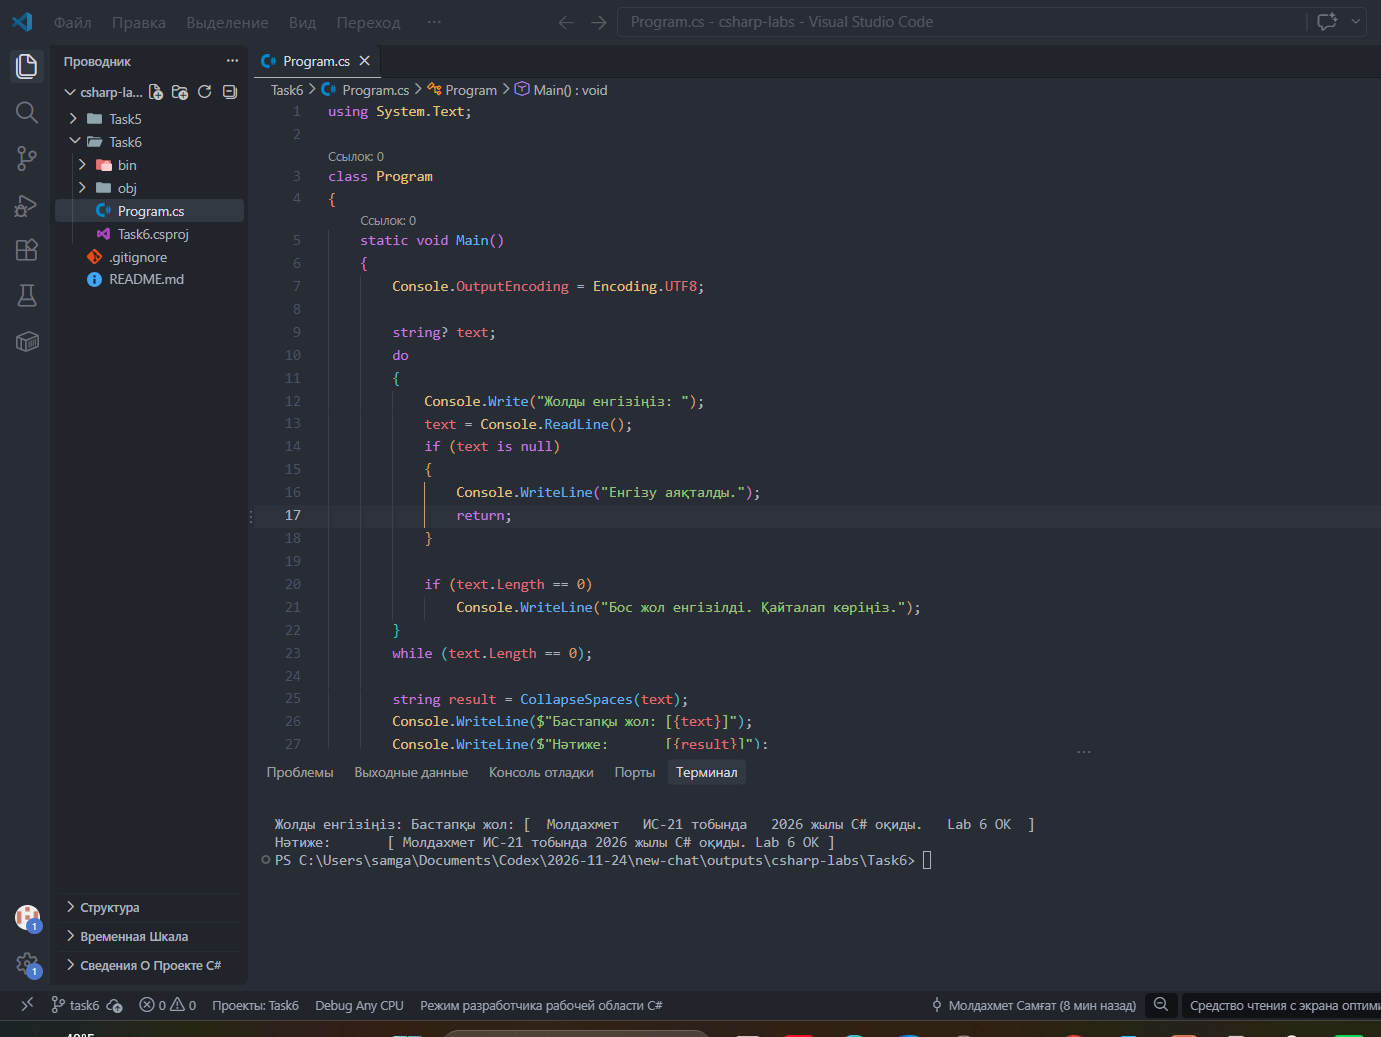 Файл Правка Выделение Вид Переход ··· Program.cs - csharp-labs - Visual Studio Code
Проводник ···
csharp-la...
Task5
Task6
bin
obj
Program.cs
Task6.csproj
.gitignore
README.md
Структура
Временная Шкала
Сведения О Проекте C#
1
1
Program.cs
Task6 > Program.cs > Program > Main() : void
1 using System.Text;
2
Ссылок: 0
3 class Program
4 {
Ссылок: 0
5 static void Main()
6 {
7 Console.OutputEncoding = Encoding.UTF8;
8
9 string? text;
10 do
11 {
12 Console.Write("Жолды енгізіңіз: ");
13 text = Console.ReadLine();
14 if (text is null)
15 {
16 Console.WriteLine("Енгізу аяқталды.");
17 return;
18 }
19
20 if (text.Length == 0)
21 Console.WriteLine("Бос жол енгізілді. Қайталап көріңіз.");
22 }
23 while (text.Length == 0);
24
25 string result = CollapseSpaces(text);
26 Console.WriteLine($"Бастапқы жол: [{text}]");
27 Console.WriteLine($"Нәтиже:       [{result}]");
Проблемы Выходные данные Консоль отладки Порты Терминал
Жолды енгізіңіз: Бастапқы жол: [  Молдахмет   ИС-21 тобында   2026 жылы C# оқиды.   Lab 6 OK  ]
Нәтиже:       [ Молдахмет ИС-21 тобында 2026 жылы C# оқиды. Lab 6 OK ]
PS C:\Users\samga\Documents\Codex\2026-11-24\new-chat\outputs\csharp-labs\Task6>
task6 0 0 Проекты: Task6 Debug Any CPU Режим разработчика рабочей области C# Молдахмет Самғат (8 мин назад) Средство чтения с экрана оптими